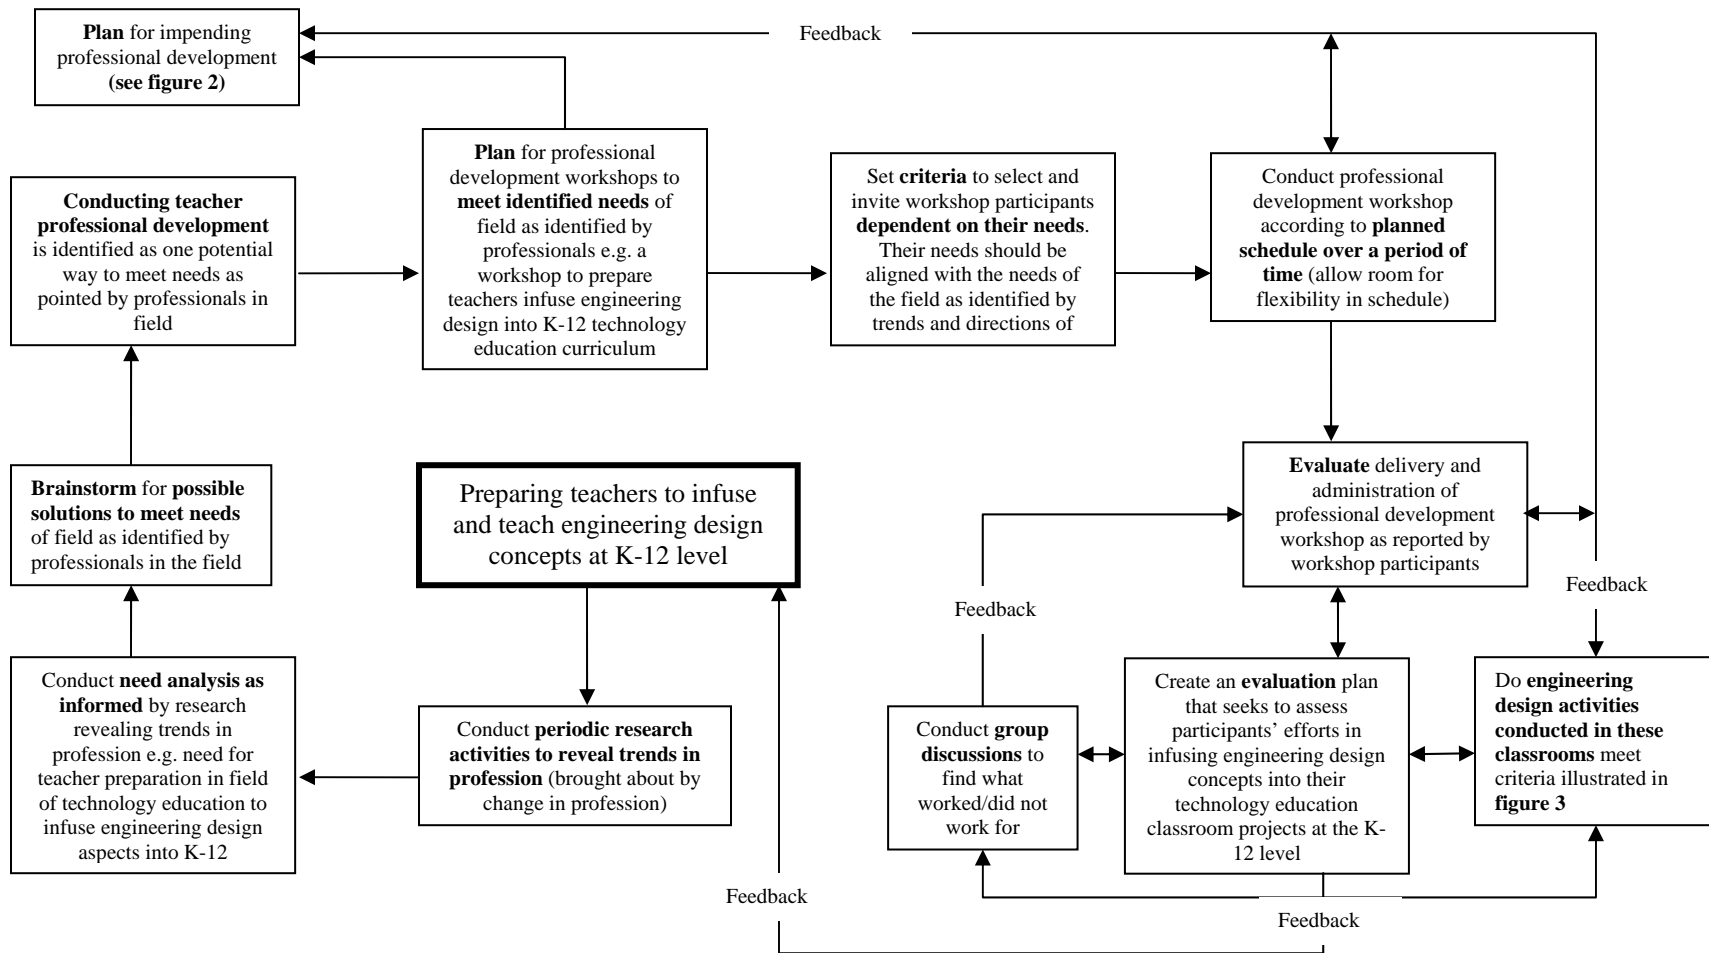 Plan for impending
professional development
(see figure 2)
Feedback
Conducting teacher
professional development
is identified as one potential
way to meet needs as
pointed by professionals in
field
Plan for professional
development workshops to
meet identified needs of
field as identified by
professionals e.g. a
workshop to prepare
teachers infuse engineering
design into K-12 technology
education curriculum
Set criteria to select and
invite workshop participants
dependent on their needs.
Their needs should be
aligned with the needs of
the field as identified by
trends and directions of
Conduct professional
development workshop
according to planned
schedule over a period of
time (allow room for
flexibility in schedule)
Brainstorm for possible
solutions to meet needs
of field as identified by
professionals in the field
Preparing teachers to infuse
and teach engineering design
concepts at K-12 level
Evaluate delivery and
administration of
professional development
workshop as reported by
workshop participants
Feedback
Feedback
Conduct need analysis as
informed by research
revealing trends in
profession e.g. need for
teacher preparation in field
of technology education to
infuse engineering design
aspects into K-12
Conduct periodic research
activities to reveal trends in
profession (brought about by
change in profession)
Conduct group
discussions to
find what
worked/did not
work for
Create an evaluation plan
that seeks to assess
participants’ efforts in
infusing engineering design
concepts into their
technology education
classroom projects at the K-
12 level
Do engineering
design activities
conducted in these
classrooms meet
criteria illustrated in
figure 3
Feedback
Feedback